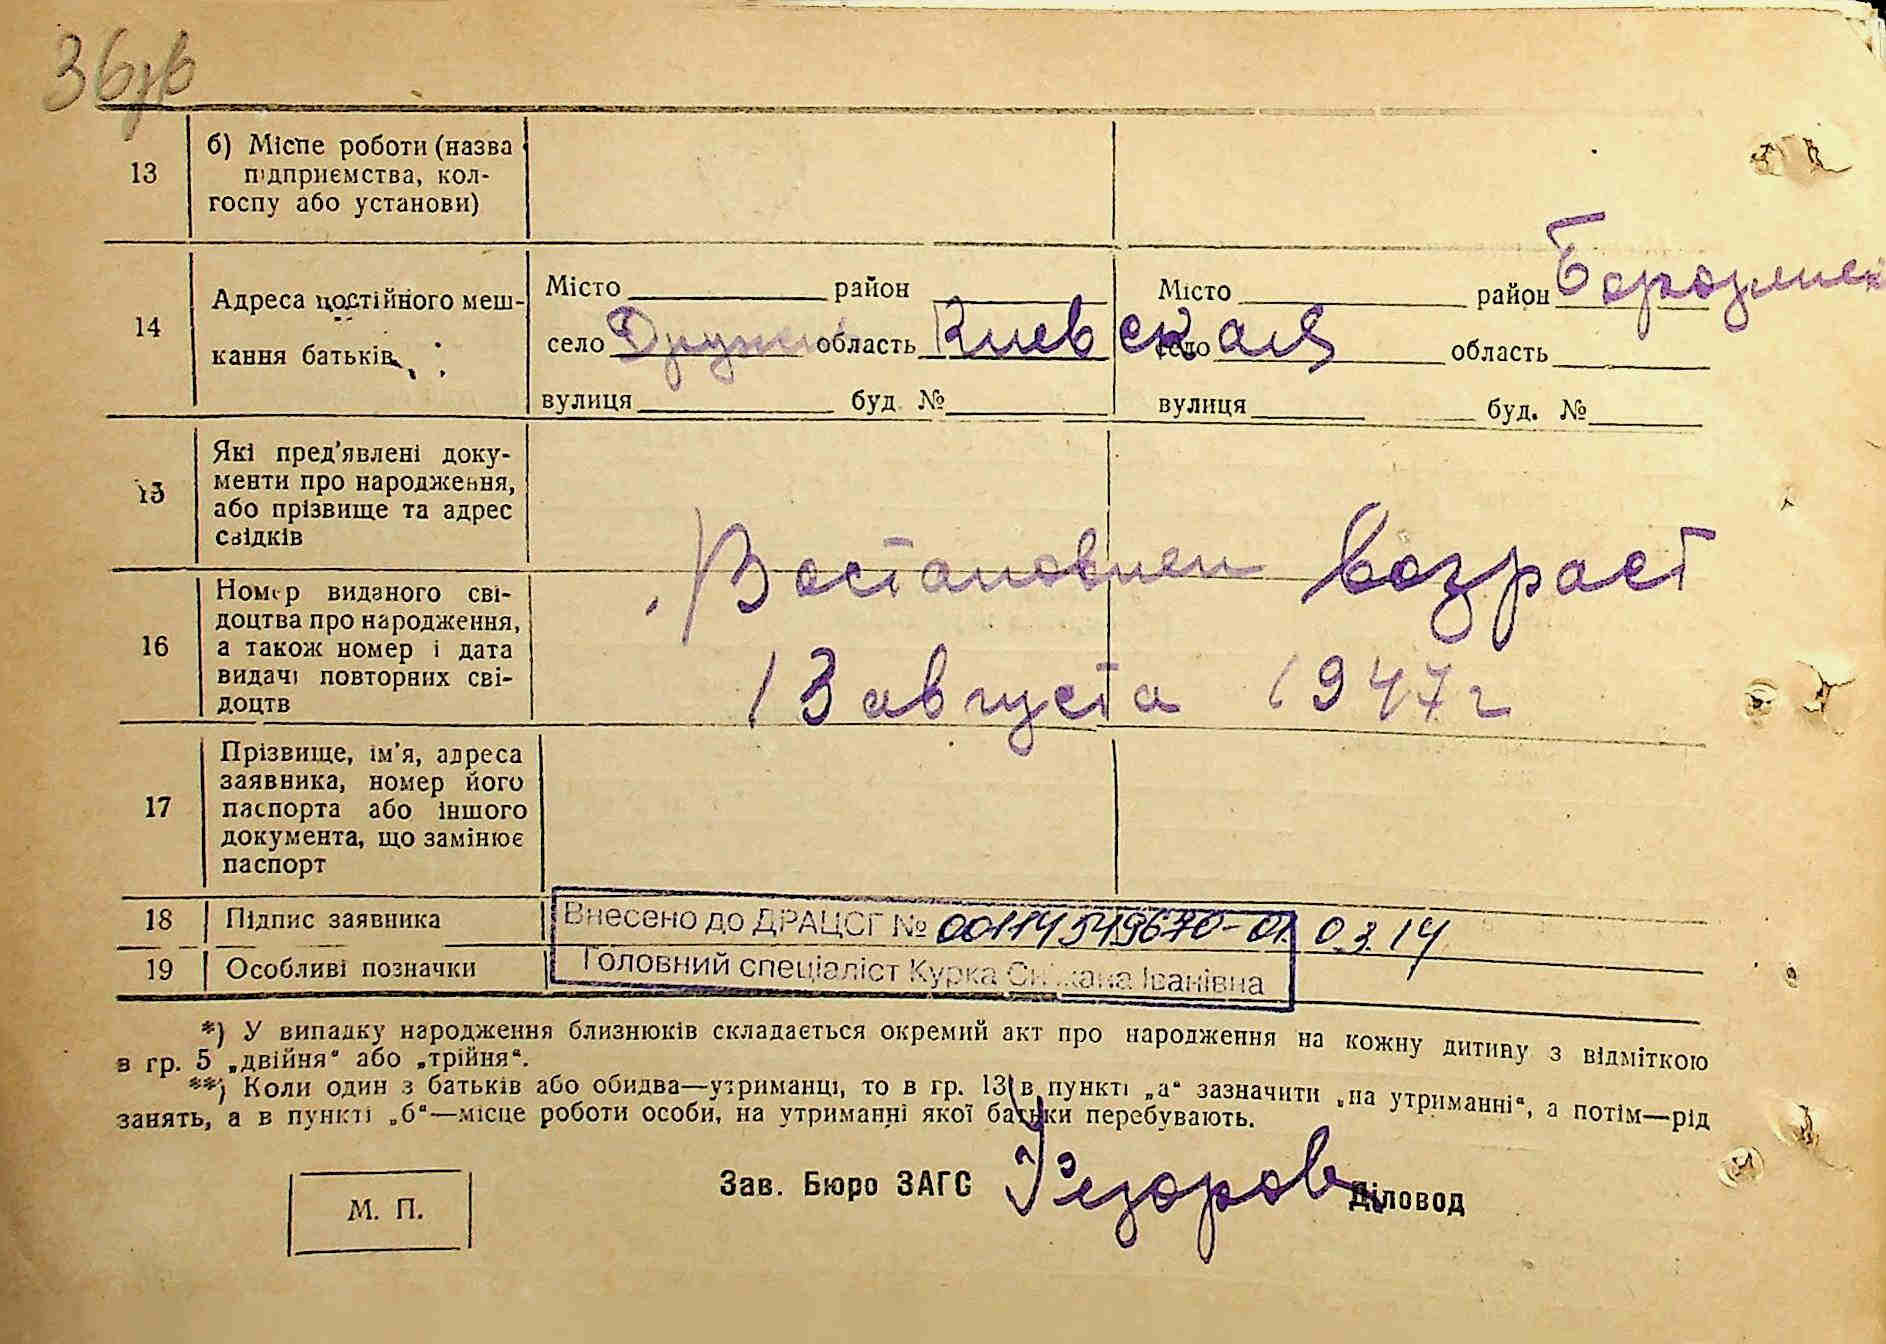 36зв
13
б) Місце роботи (назва
підприємства, кол-
госпу або установи)
14
Адреса постійного меш-
кання батьків
Місто район
село область Киевская
вулиця буд. №
Місто район
село область
вулиця буд. №
15
Які пред'явлені доку-
менти про народження,
або прізвище та адрес
свідків
Востановлен возраст
16
Номер виданого сві-
доцтва про народження,
а також номер і дата
видачі повторних сві-
доцтв
13 августа 1947 г
17
Прізвище, ім'я, адреса
заявника, номер його
паспорта або іншого
документа, що замінює
паспорт
18 Підпис заявника
Внесено до ДРАЦСГ № 00114549670-01.03.14
19 Особливі позначки
Головний спеціаліст Курка Сніжана Іванівна
*) У випадку народження близнюків складається окремий акт про народження на кожну дитину з відміткою
в гр. 5 „двійня“ або „трійня“.
**) Коли один з батьків або обидва—утриманці, то в гр. 13 в пункті „а“ зазначити „на утриманні“, а потім—рід
занять, а в пункті „б“—місце роботи особи, на утриманні якої батьки перебувають.
М. П.
Зав. Бюро ЗАГС
Діловод